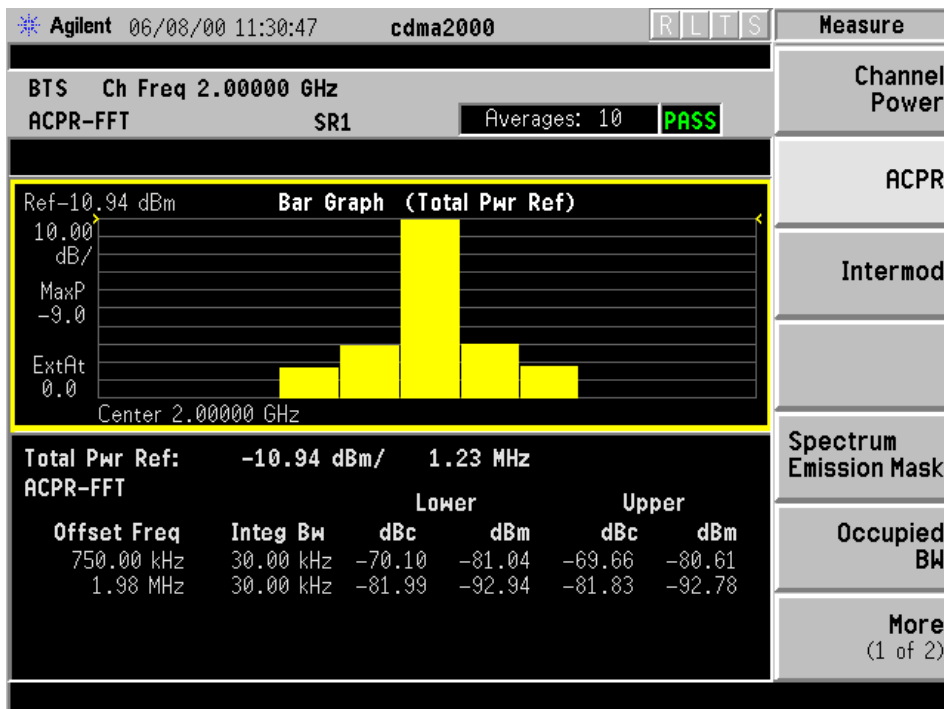 Agilent 06/08/00 11:30:47 cdma2000 R L T S Measure
BTS Ch Freq 2.00000 GHz
ACPR-FFT SR1 Averages: 10 PASS
Ref-10.94 dBm Bar Graph (Total Pwr Ref)
10.00
dB/
MaxP
-9.0
ExtAt
0.0
Center 2.00000 GHz
Total Pwr Ref: -10.94 dBm/ 1.23 MHz
ACPR-FFT
Lower Upper
Offset Freq Integ Bw dBc dBm dBc dBm
750.00 kHz 30.00 kHz -70.10 -81.04 -69.66 -80.61
1.98 MHz 30.00 kHz -81.99 -92.94 -81.83 -92.78
Channel
Power
ACPR
Intermod
Spectrum
Emission Mask
Occupied
BW
More
(1 of 2)